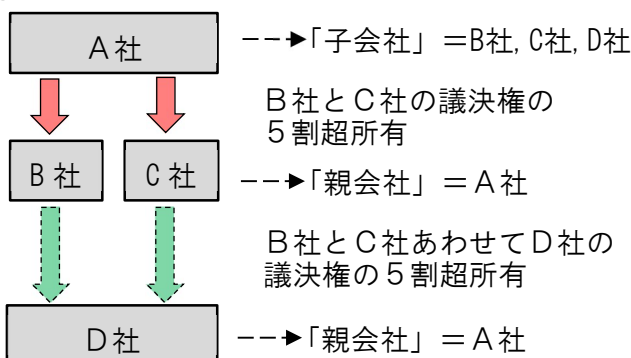 A社
--→「子会社」=B社, C社, D社
B社とC社の議決権の
5割超所有
B社
C社
--→「親会社」=A社
B社とC社あわせてD社の
議決権の5割超所有
D社
--→「親会社」=A社